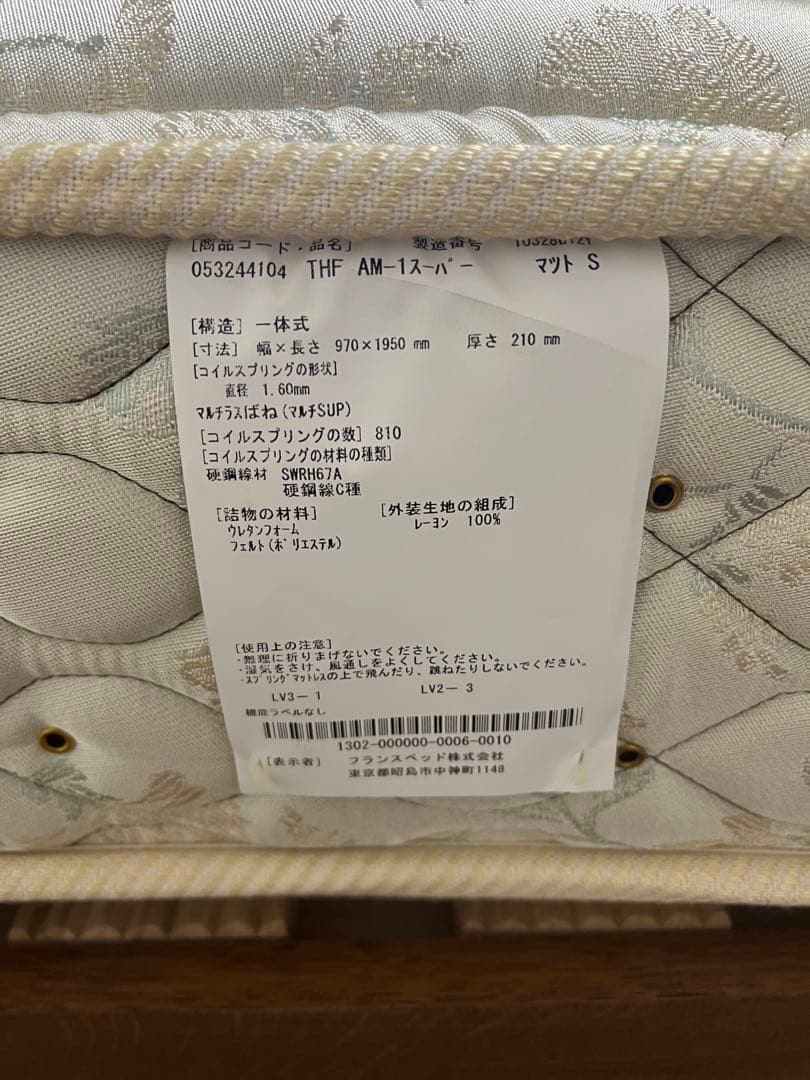 [商品コード・品名] 製造番号
053244104 THF AM-1スーパー マット S
[構造] 一体式
[寸法] 幅×長さ 970×1950 mm 厚さ 210 mm
[コイルスプリングの形状]
直径 1.60mm
マルチラスばね(マルチSUP)
[コイルスプリングの数] 810
[コイルスプリングの材料の種類]
硬鋼線材 SWRH67A
硬鋼線C種
[詰物の材料] [外装生地の組成]
ウレタンフォーム レーヨン 100%
フェルト(ポリエステル)
[使用上の注意]
・無理に折りまげないでください。
・湿気をさけ、風通しをよくしてください。
・スプリングマットレスの上で飛んだり、跳ねたりしないでください。
LV3- 1 LV2- 3
機能ラベルなし
1302-000000-0006-0010
[表示者] フランスベッド株式会社
東京都昭島市中神町1148